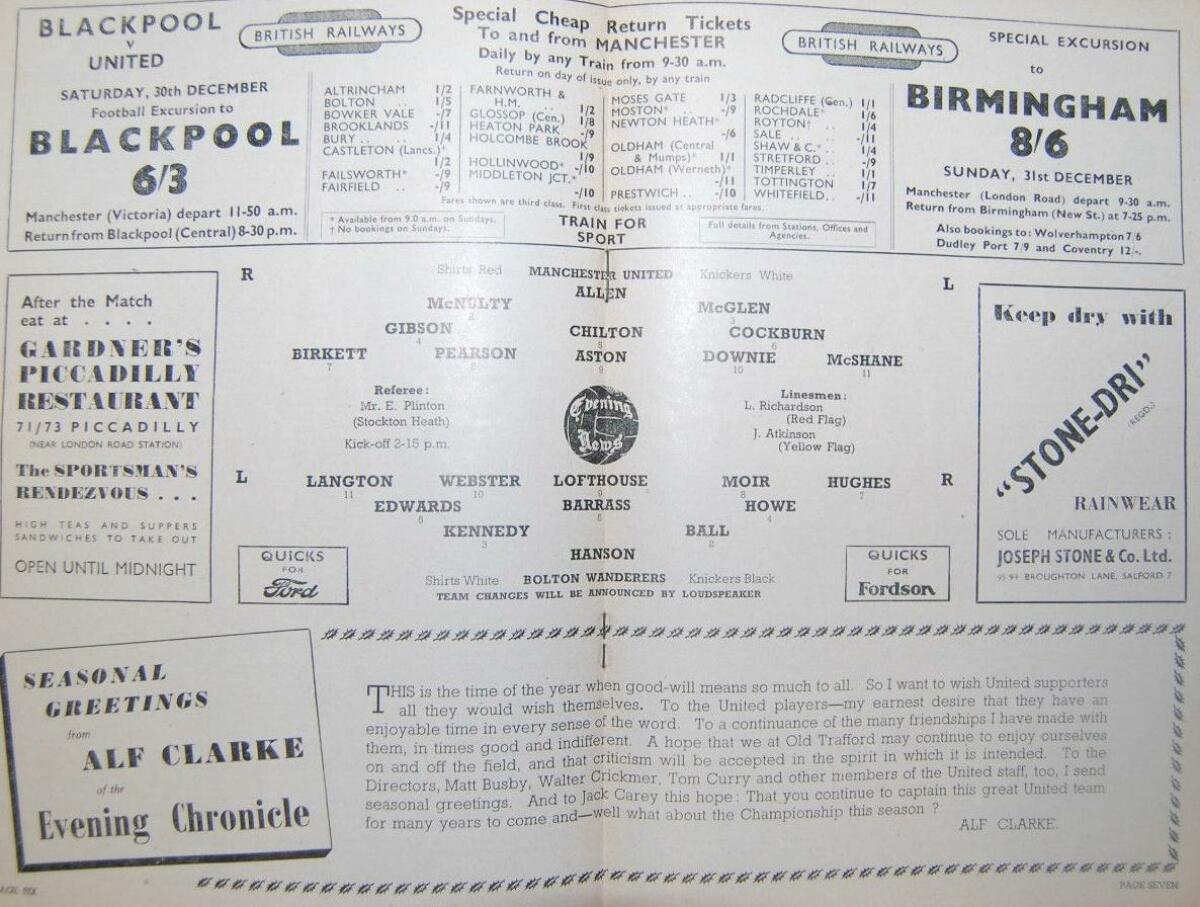 BLACKPOOL
v
UNITED
SATURDAY, 30th DECEMBER
Football Excursion to
BLACKPOOL
6/3
Manchester (Victoria) depart 11-50 a.m.
Return from Blackpool (Central) 8-30 p.m.
BRITISH RAILWAYS
Special Cheap Return Tickets
To and from MANCHESTER
Daily by any Train from 9-30 a.m.
Return on day of issue only, by any train
BRITISH RAILWAYS
ALTRINCHAM 1/2
BOLTON .. 1/5
BOWKER VALE -/7
BROOKLANDS -/11
BURY .. .. 1/4
CASTLETON (Lancs.)*
1/2
FAILSWORTH* -/9
FAIRFIELD .. -/9
FARNWORTH &
H.M. .. 1/2
GLOSSOP (Cen.) 1/8
HEATON PARK -/9
HOLCOMBE BROOK
1/9
HOLLINWOOD* -/10
MIDDLETON JCT.*
-/10
MOSES GATE 1/3
MOSTON* -/9
NEWTON HEATH*
-/6
OLDHAM (Central
& Mumps)* 1/1
OLDHAM (Werneth)*
-/11
PRESTWICH .. -/10
RADCLIFFE (Cen.) 1/1
ROCHDALE* 1/6
ROYTON† 1/4
SALE .. -/11
SHAW & C.* .. 1/4
STRETFORD .. -/9
TIMPERLEY .. 1/1
TOTTINGTON 1/7
WHITEFIELD.. -/11
Fares shown are third class. First class tickets issued at appropriate fares.
* Available from 9.0 a.m. on Sundays.
† No bookings on Sundays.
TRAIN FOR
SPORT
Full details from Stations, Offices and
Agencies.
SPECIAL EXCURSION
to
BIRMINGHAM
8/6
SUNDAY, 31st DECEMBER
Manchester (London Road) depart 9-30 a.m.
Return from Birmingham (New St.) at 7-25 p.m.
Also bookings to: Wolverhampton 7/6
Dudley Port 7/9 and Coventry 12/-.
After the Match
eat at . . . .
GARDNER'S
PICCADILLY
RESTAURANT
71/73 PICCADILLY
(NEAR LONDON ROAD STATION)
The SPORTSMAN'S
RENDEZVOUS . . .
HIGH TEAS AND SUPPERS
SANDWICHES TO TAKE OUT
OPEN UNTIL MIDNIGHT
R
Shirts Red MANCHESTER UNITED Knickers White
L
ALLEN
McNULTY McGLEN
2 3
GIBSON CHILTON COCKBURN
4 5 6
BIRKETT PEARSON ASTON DOWNIE McSHANE
7 8 9 10 11
Referee:
Mr. E. Plinton
(Stockton Heath)
Kick-off 2-15 p.m.
Evening
News
Linesmen:
L. Richardson
(Red Flag)
J. Atkinson
(Yellow Flag)
L
R
LANGTON WEBSTER LOFTHOUSE MOIR HUGHES
11 10 9 8 7
EDWARDS BARRASS HOWE
6 5 4
KENNEDY BALL
3 2
HANSON
Shirts White BOLTON WANDERERS Knickers Black
TEAM CHANGES WILL BE ANNOUNCED BY LOUDSPEAKER
QUICKS
FOR
Ford
QUICKS
FOR
Fordson
Keep dry with
"STONE-DRI"
(REGD.)
RAINWEAR
SOLE MANUFACTURERS :
JOSEPH STONE & Co. Ltd.
BROUGHTON LANE, SALFORD 7
SEASONAL
GREETINGS
from
ALF CLARKE
of the
Evening Chronicle
THIS is the time of the year when good-will means so much to all. So I want to wish United supporters
all they would wish themselves. To the United players—my earnest desire that they have an
enjoyable time in every sense of the word. To a continuance of the many friendships I have made with
them, in times good and indifferent. A hope that we at Old Trafford may continue to enjoy ourselves
on and off the field, and that criticism will be accepted in the spirit in which it is intended. To the
Directors, Matt Busby, Walter Crickmer, Tom Curry and other members of the United staff, too, I send
seasonal greetings. And to Jack Carey this hope: That you continue to captain this great United team
for many years to come and—well what about the Championship this season ?
ALF CLARKE.
PAGE SIX
PAGE SEVEN